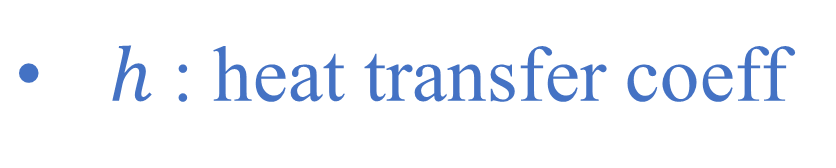 • ℎ : heat transfer coeff